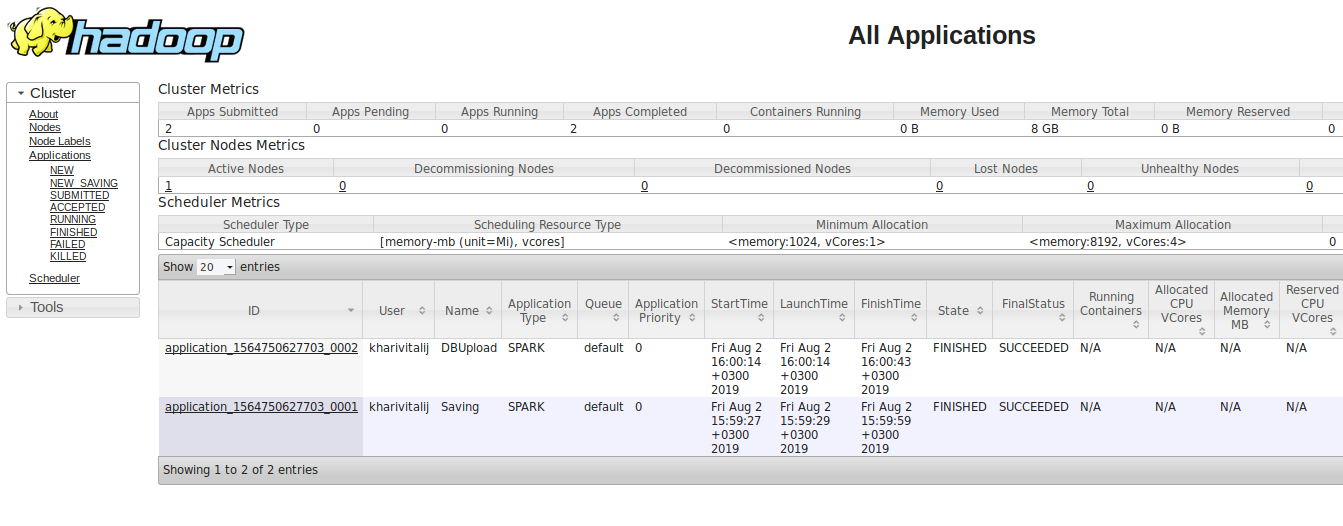 hadoop
All Applications
Cluster
About
Nodes
Node Labels
Applications
NEW
NEW_SAVING
SUBMITTED
ACCEPTED
RUNNING
FINISHED
FAILED
KILLED
Scheduler
Tools
Cluster Metrics
Apps Submitted Apps Pending Apps Running Apps Completed Containers Running Memory Used Memory Total Memory Reserved
2 0 0 2 0 0 B 8 GB 0 B 0
Cluster Nodes Metrics
Active Nodes Decommissioning Nodes Decommissioned Nodes Lost Nodes Unhealthy Nodes
1 0 0 0 0 0
Scheduler Metrics
Scheduler Type Scheduling Resource Type Minimum Allocation Maximum Allocation
Capacity Scheduler [memory-mb (unit=Mi), vcores] <memory:1024, vCores:1> <memory:8192, vCores:4> 0
Show 20 entries
ID User Name Application Type Queue Application Priority StartTime LaunchTime FinishTime State FinalStatus Running Containers Allocated CPU VCores Allocated Memory MB Reserved CPU VCores
application_1564750627703_0002 kharivitalij DBUpload SPARK default 0 Fri Aug 2 Fri Aug 2 Fri Aug 2 FINISHED SUCCEEDED N/A N/A N/A N/A
16:00:14 16:00:14 16:00:43
+0300 +0300 +0300
2019 2019 2019
application_1564750627703_0001 kharivitalij Saving SPARK default 0 Fri Aug 2 Fri Aug 2 Fri Aug 2 FINISHED SUCCEEDED N/A N/A N/A N/A
15:59:27 15:59:29 15:59:59
+0300 +0300 +0300
2019 2019 2019
Showing 1 to 2 of 2 entries